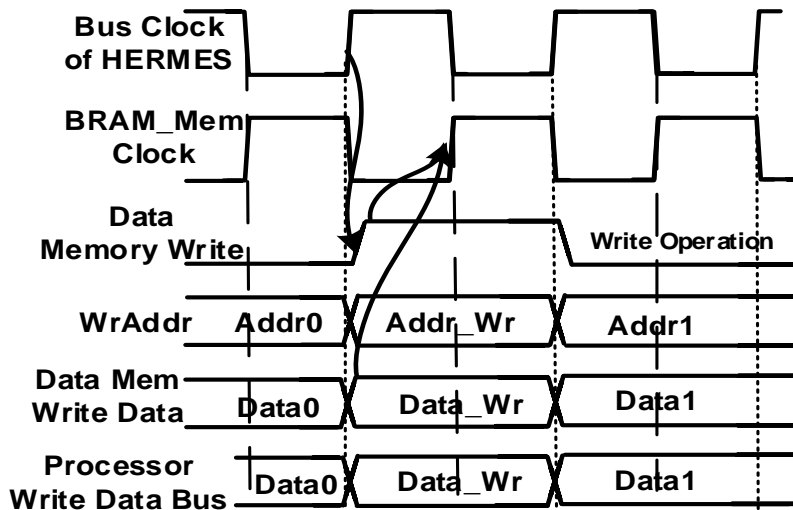 Bus Clock
of HERMES
BRAM_Mem
Clock
Data
Memory Write
Write Operation
WrAddr Addr0 Addr_Wr Addr1
Data Mem
Write Data Data0 Data_Wr Data1
Processor
Write Data Bus Data0 Data_Wr Data1